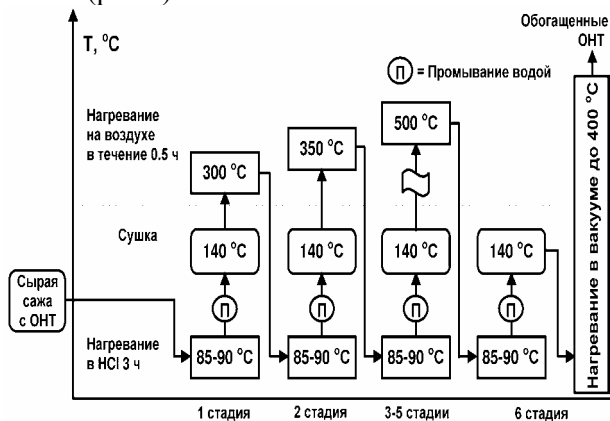 Обогащенные
ОНТ
T, °C
П = Промывание водой
Нагревание
на воздухе
в течение 0.5 ч
300 °C
350 °C
500 °C
Сушка
140 °C
140 °C
140 °C
140 °C
Сырая
сажа
с ОНТ
П
П
П
П
Нагревание
в HCl 3 ч
85-90 °C
85-90 °C
85-90 °C
85-90 °C
Нагревание в вакууме до 400 °C
1 стадия
2 стадия
3-5 стадии
6 стадия